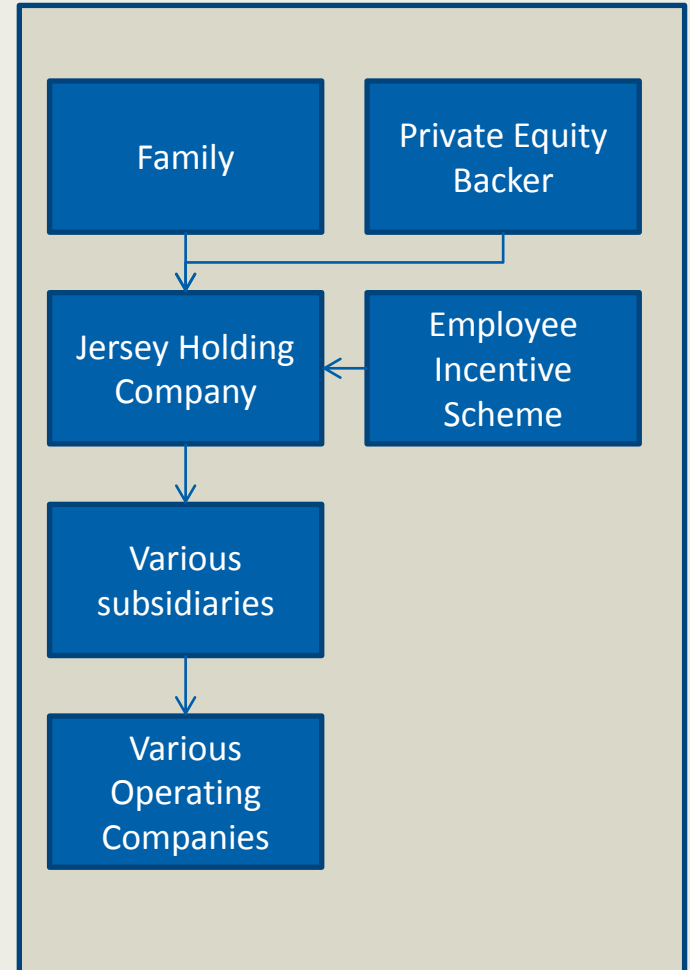 Family
Private Equity
Backer
Jersey Holding
Company
Employee
Incentive
Scheme
Various
subsidiaries
Various
Operating
Companies